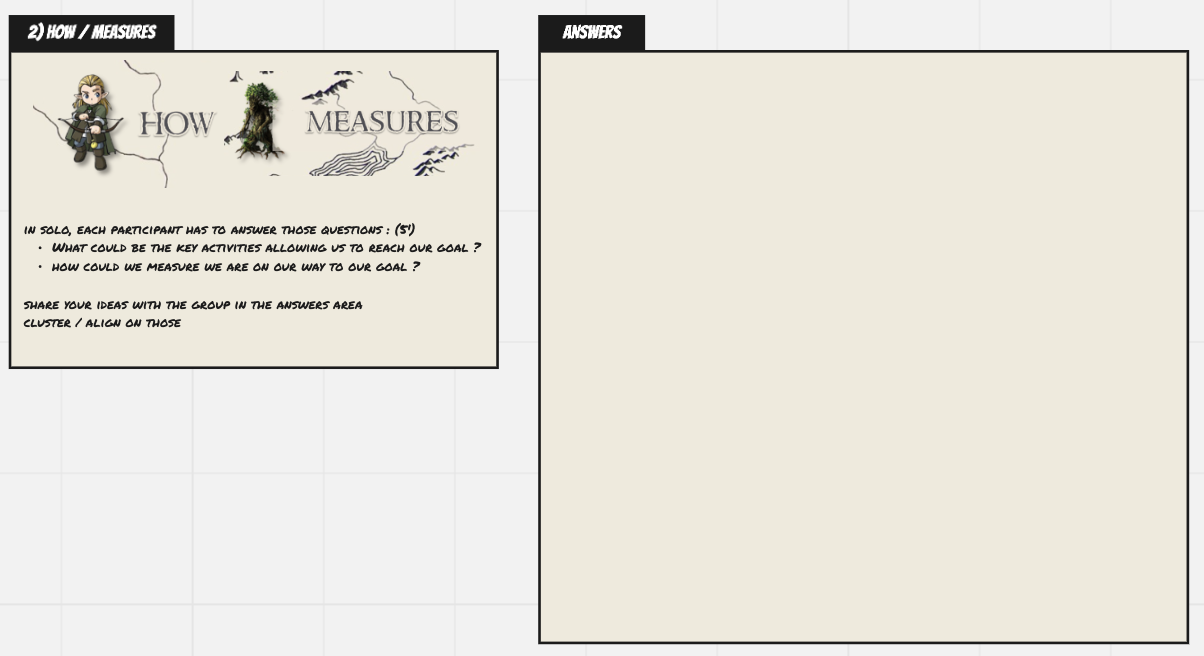 2) HOW / MEASURES
HOW
MEASURES
IN SOLO, EACH PARTICIPANT HAS TO ANSWER THOSE QUESTIONS : (5')
• WHAT COULD BE THE KEY ACTIVITIES ALLOWING US TO REACH OUR GOAL ?
• HOW COULD WE MEASURE WE ARE ON OUR WAY TO OUR GOAL ?
SHARE YOUR IDEAS WITH THE GROUP IN THE ANSWERS AREA
CLUSTER / ALIGN ON THOSE
ANSWERS